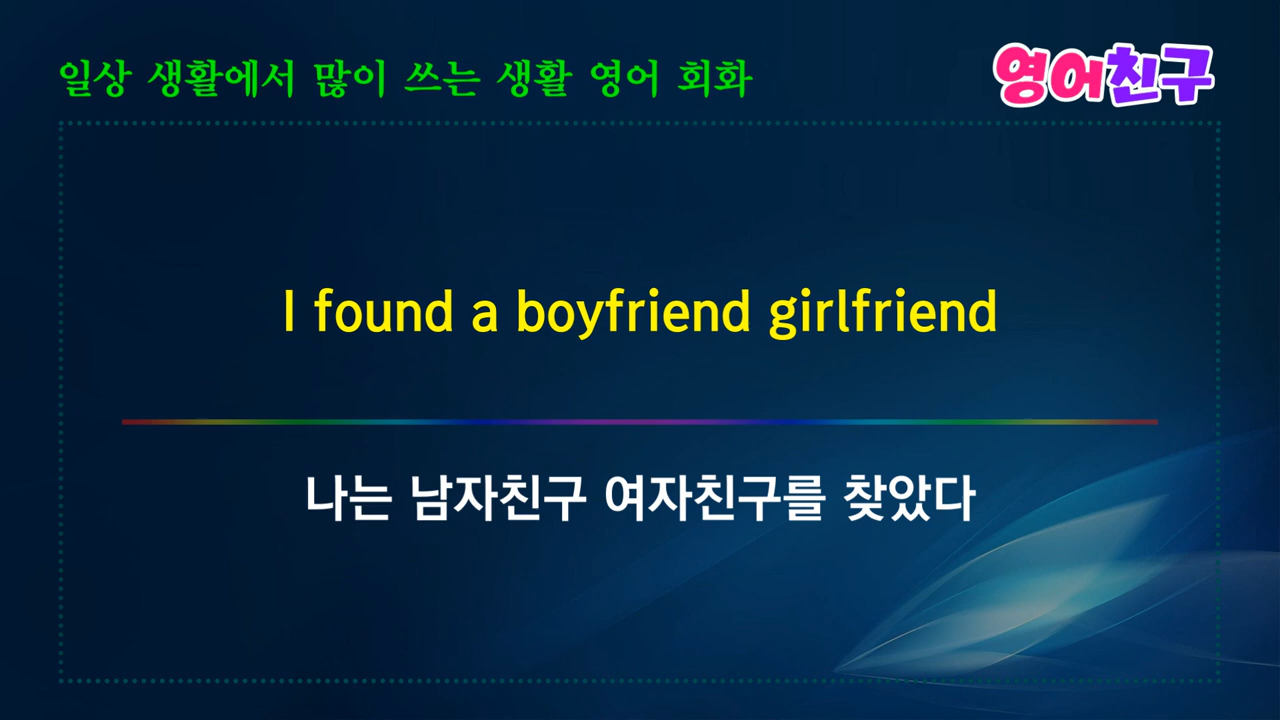 일상 생활에서 많이 쓰는 생활 영어 회화
영어친구
I found a boyfriend girlfriend
나는 남자친구 여자친구를 찾았다